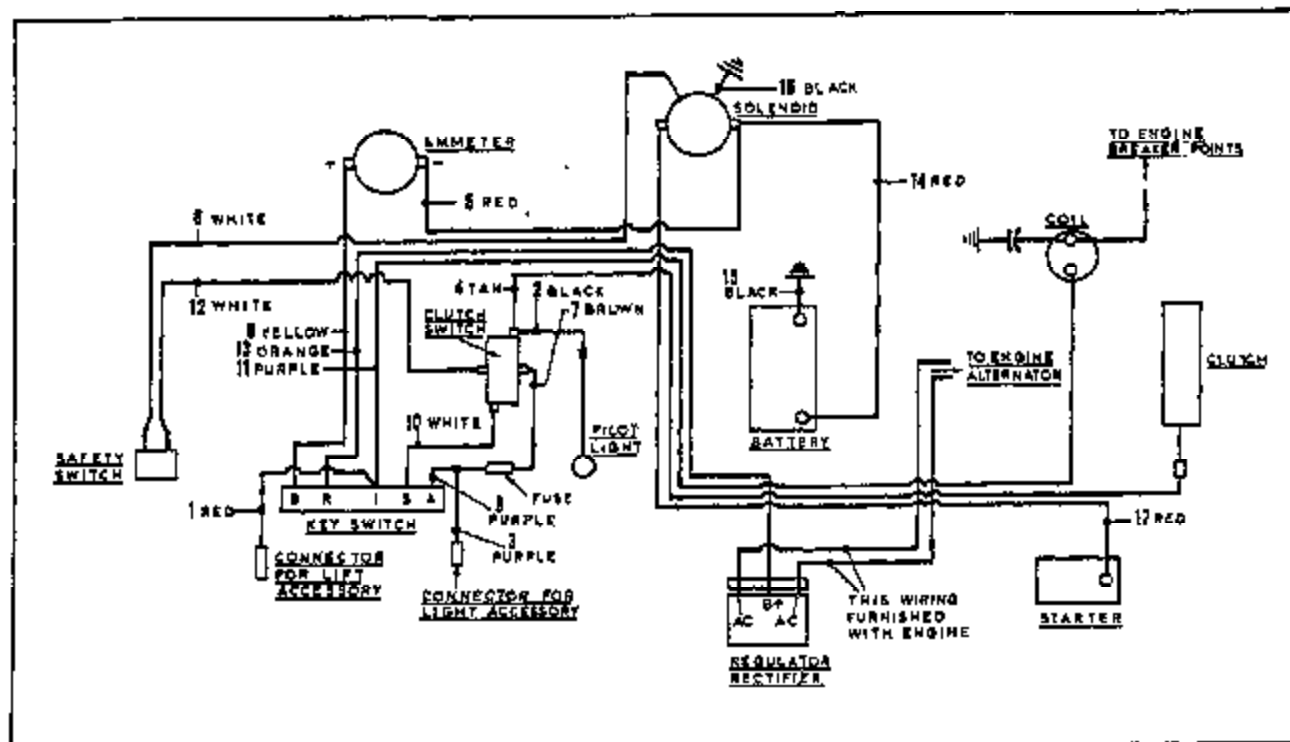 16 BLACK
SOLENOID
AMMETER
+
-
TO ENGINE
BREAKER POINTS
14 RED
5 RED
6 WHITE
COIL
12 WHITE
4 TAN
2 BLACK
7 BROWN
15
BLACK
CLUTCH
SWITCH
YELLOW
13 ORANGE
11 PURPLE
TO ENGINE
ALTERNATOR
CLUTCH
10 WHITE
PILOT
LIGHT
BATTERY
SAFETY
SWITCH
B R I S A
FUSE
1 RED
KEY SWITCH
PURPLE
17 RED
3
PURPLE
CONNECTOR
FOR LIFT
ACCESSORY
CONNECTOR FOR
LIGHT ACCESSORY
AC B+ AC
THIS WIRING
FURNISHED
WITH ENGINE
STARTER
REGULATOR
RECTIFIER